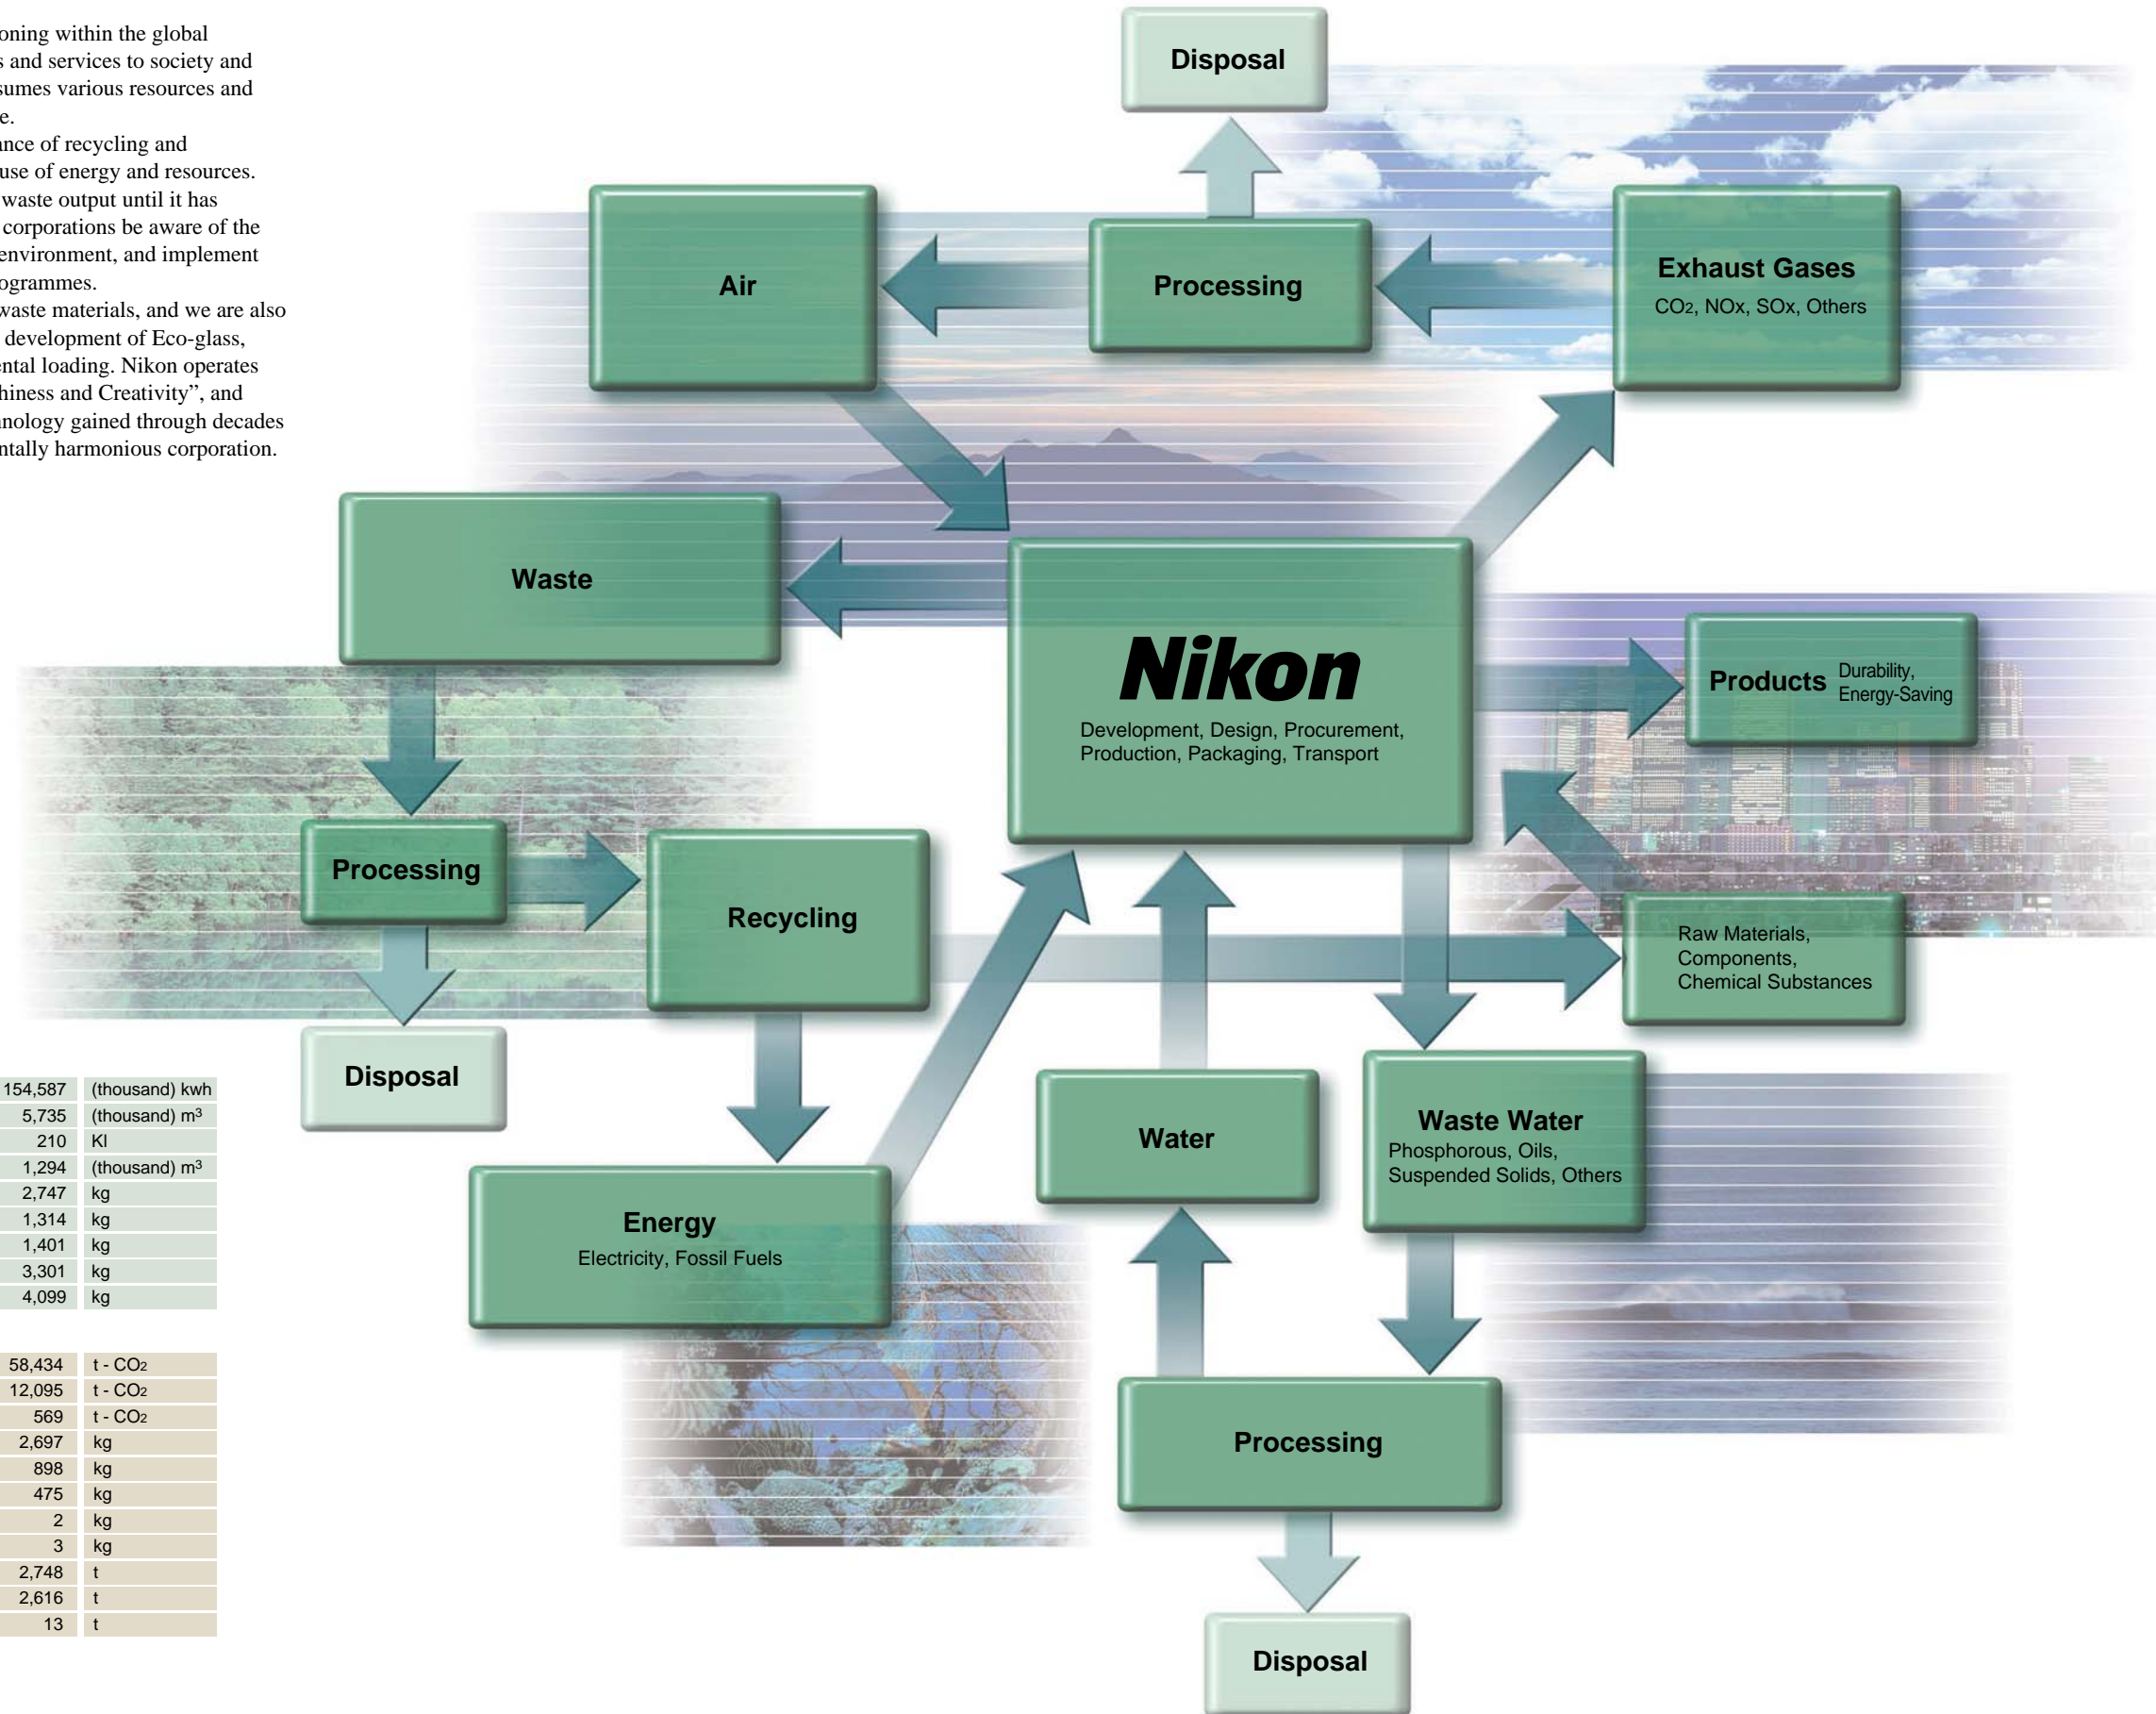 oning within the global
s and services to society and
sumes various resources and
e.
ance of recycling and
use of energy and resources.
waste output until it has
corporations be aware of the
environment, and implement
ogrammes.
waste materials, and we are also
development of Eco-glass,
ental loading. Nikon operates
hiness and Creativity”, and
hnology gained through decades
ntally harmonious corporation.
Disposal
Air
Processing
Exhaust Gases
CO2, NOx, SOx, Others
Waste
Nikon
Development, Design, Procurement,
Production, Packaging, Transport
Products Durability,
Energy-Saving
Processing
Recycling
Raw Materials,
Components,
Chemical Substances
Disposal
Water
Waste Water
Phosphorous, Oils,
Suspended Solids, Others
Energy
Electricity, Fossil Fuels
Processing
Disposal
154,587 (thousand) kwh
5,735 (thousand) m3
210 Kl
1,294 (thousand) m3
2,747 kg
1,314 kg
1,401 kg
3,301 kg
4,099 kg
58,434 t - CO2
12,095 t - CO2
569 t - CO2
2,697 kg
898 kg
475 kg
2 kg
3 kg
2,748 t
2,616 t
13 t